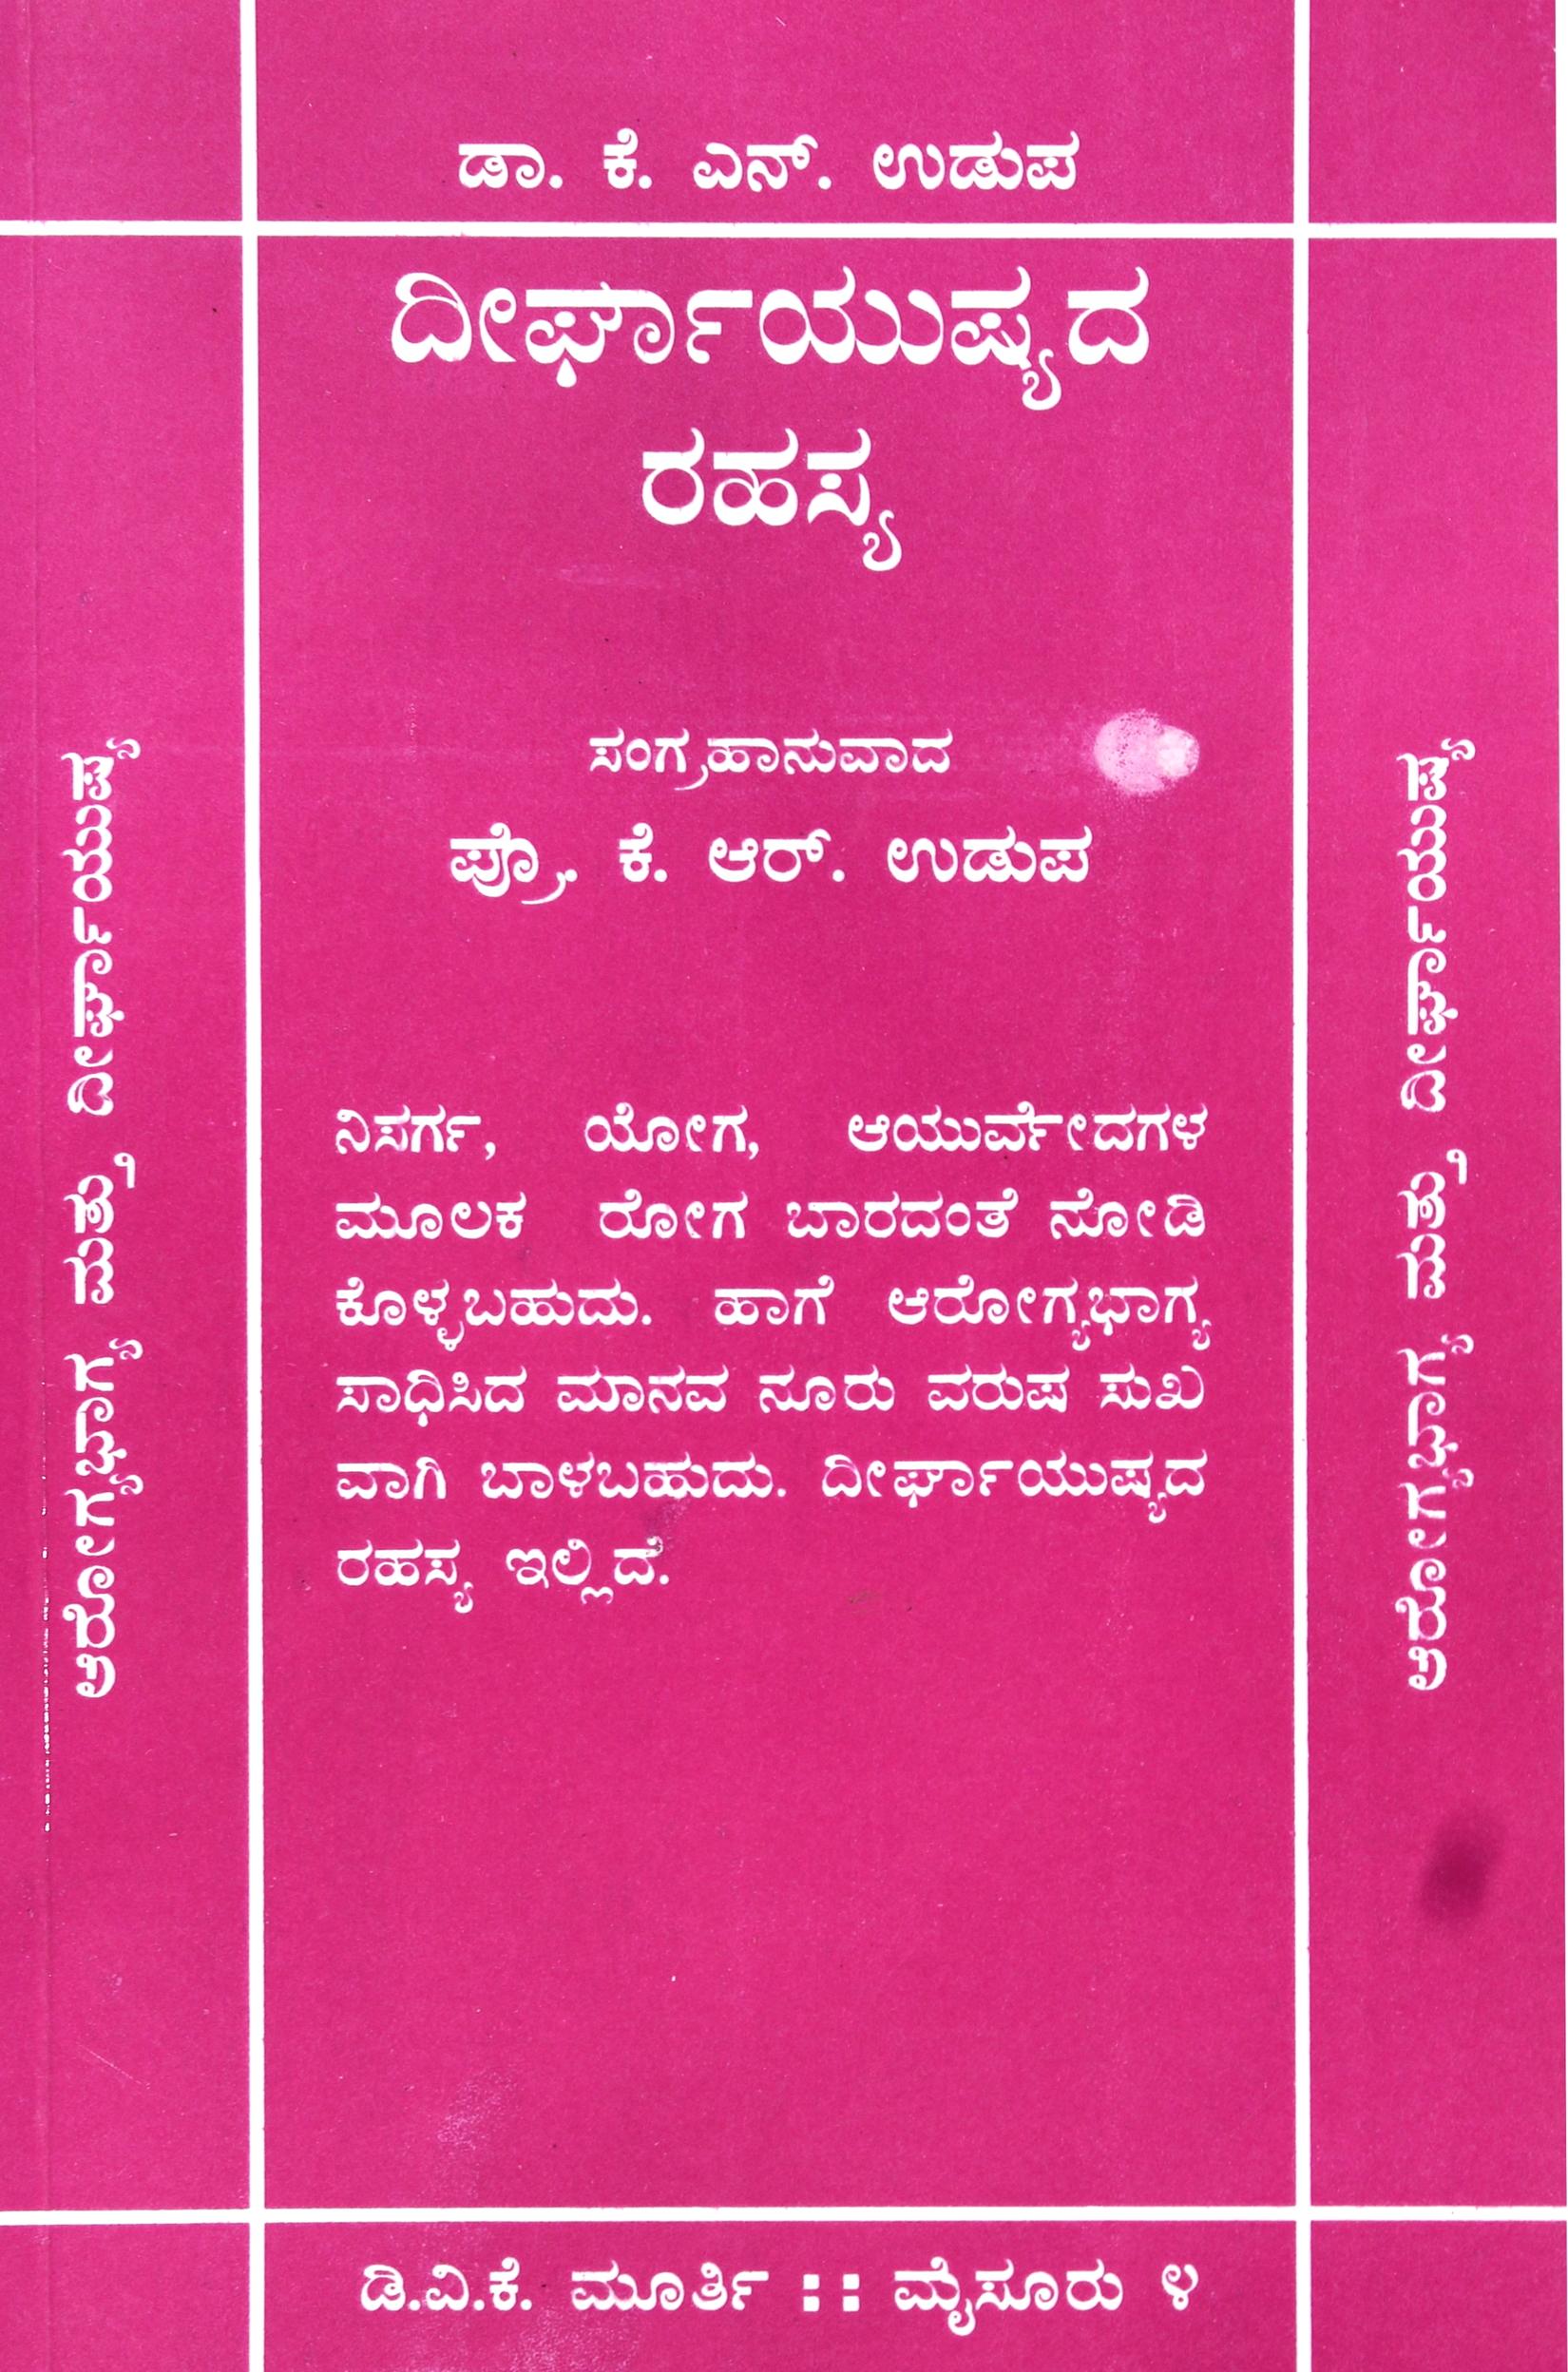 ಡಾ. ಕೆ. ಎನ್. ಉಡುಪ
ದೀರ್ಘಾಯುಷ್ಯದ
ರಹಸ್ಯ
ಸಂಗ್ರಹಾನುವಾದ
ಪ್ರೊ. ಕೆ. ಆರ್. ಉಡುಪ
ನಿಸರ್ಗ, ಯೋಗ, ಆಯುರ್ವೇದಗಳ
ಮೂಲಕ ರೋಗ ಬಾರದಂತೆ ನೋಡಿ
ಕೊಳ್ಳಬಹುದು. ಹಾಗೆ ಆರೋಗ್ಯಭಾಗ್ಯ
ಸಾಧಿಸಿದ ಮಾನವ ನೂರು ವರುಷ ಸುಖ
ವಾಗಿ ಬಾಳಬಹುದು. ದೀರ್ಘಾಯುಷ್ಯದ
ರಹಸ್ಯ ಇಲ್ಲಿದೆ.
ಆರೋಗ್ಯಭಾಗ್ಯ ಮತ್ತು ದೀರ್ಘಾಯುಷ್ಯ
ಆರೋಗ್ಯಭಾಗ್ಯ ಮತ್ತು ದೀರ್ಘಾಯುಷ್ಯ
ಡಿ.ವಿ.ಕೆ. ಮೂರ್ತಿ :: ಮೈಸೂರು ೪